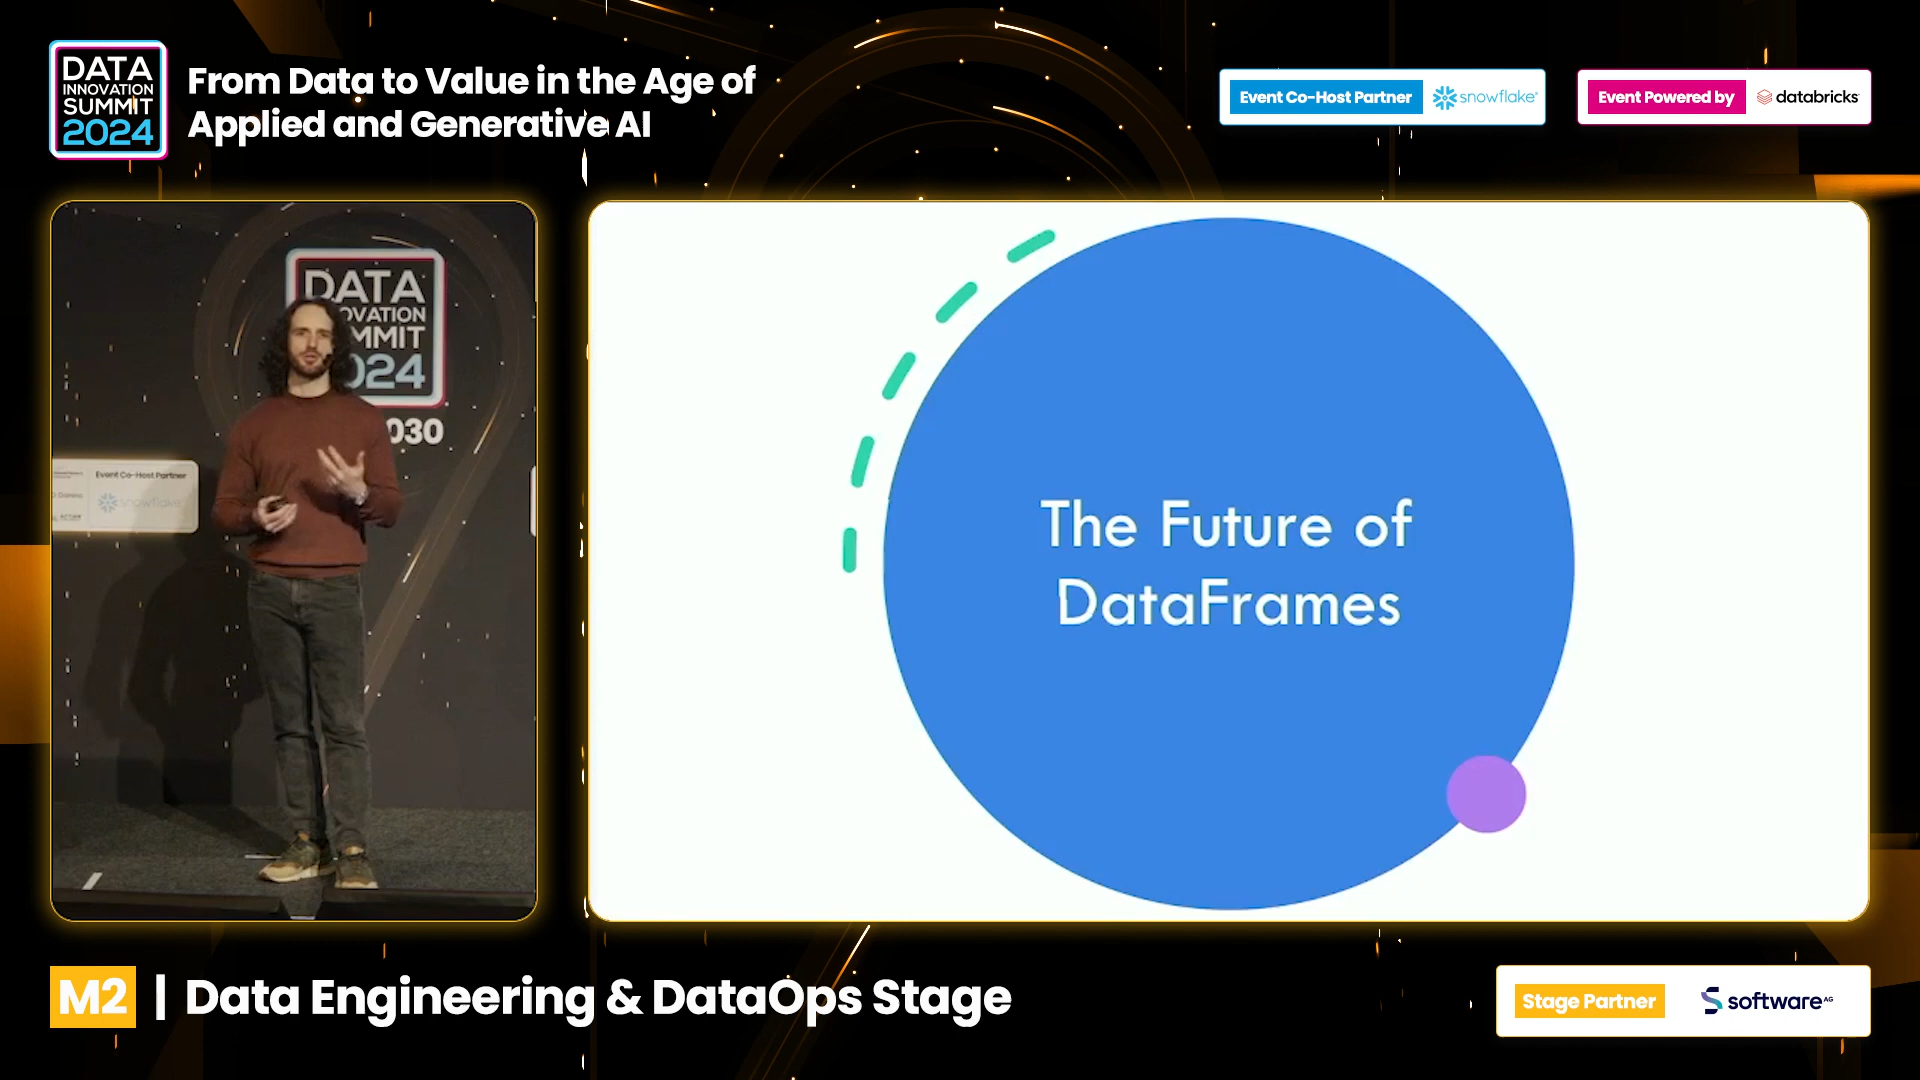 DATA
INNOVATION
SUMMIT
2024
From Data to Value in the Age of
Applied and Generative AI
Event Co-Host Partner
snowflake
Event Powered by
databricks
DATA
OVATION
MMIT
024
030
Event Co-Host Partner
snowflake
The Future of
DataFrames
M2 | Data Engineering & DataOps Stage
Stage Partner
software AG